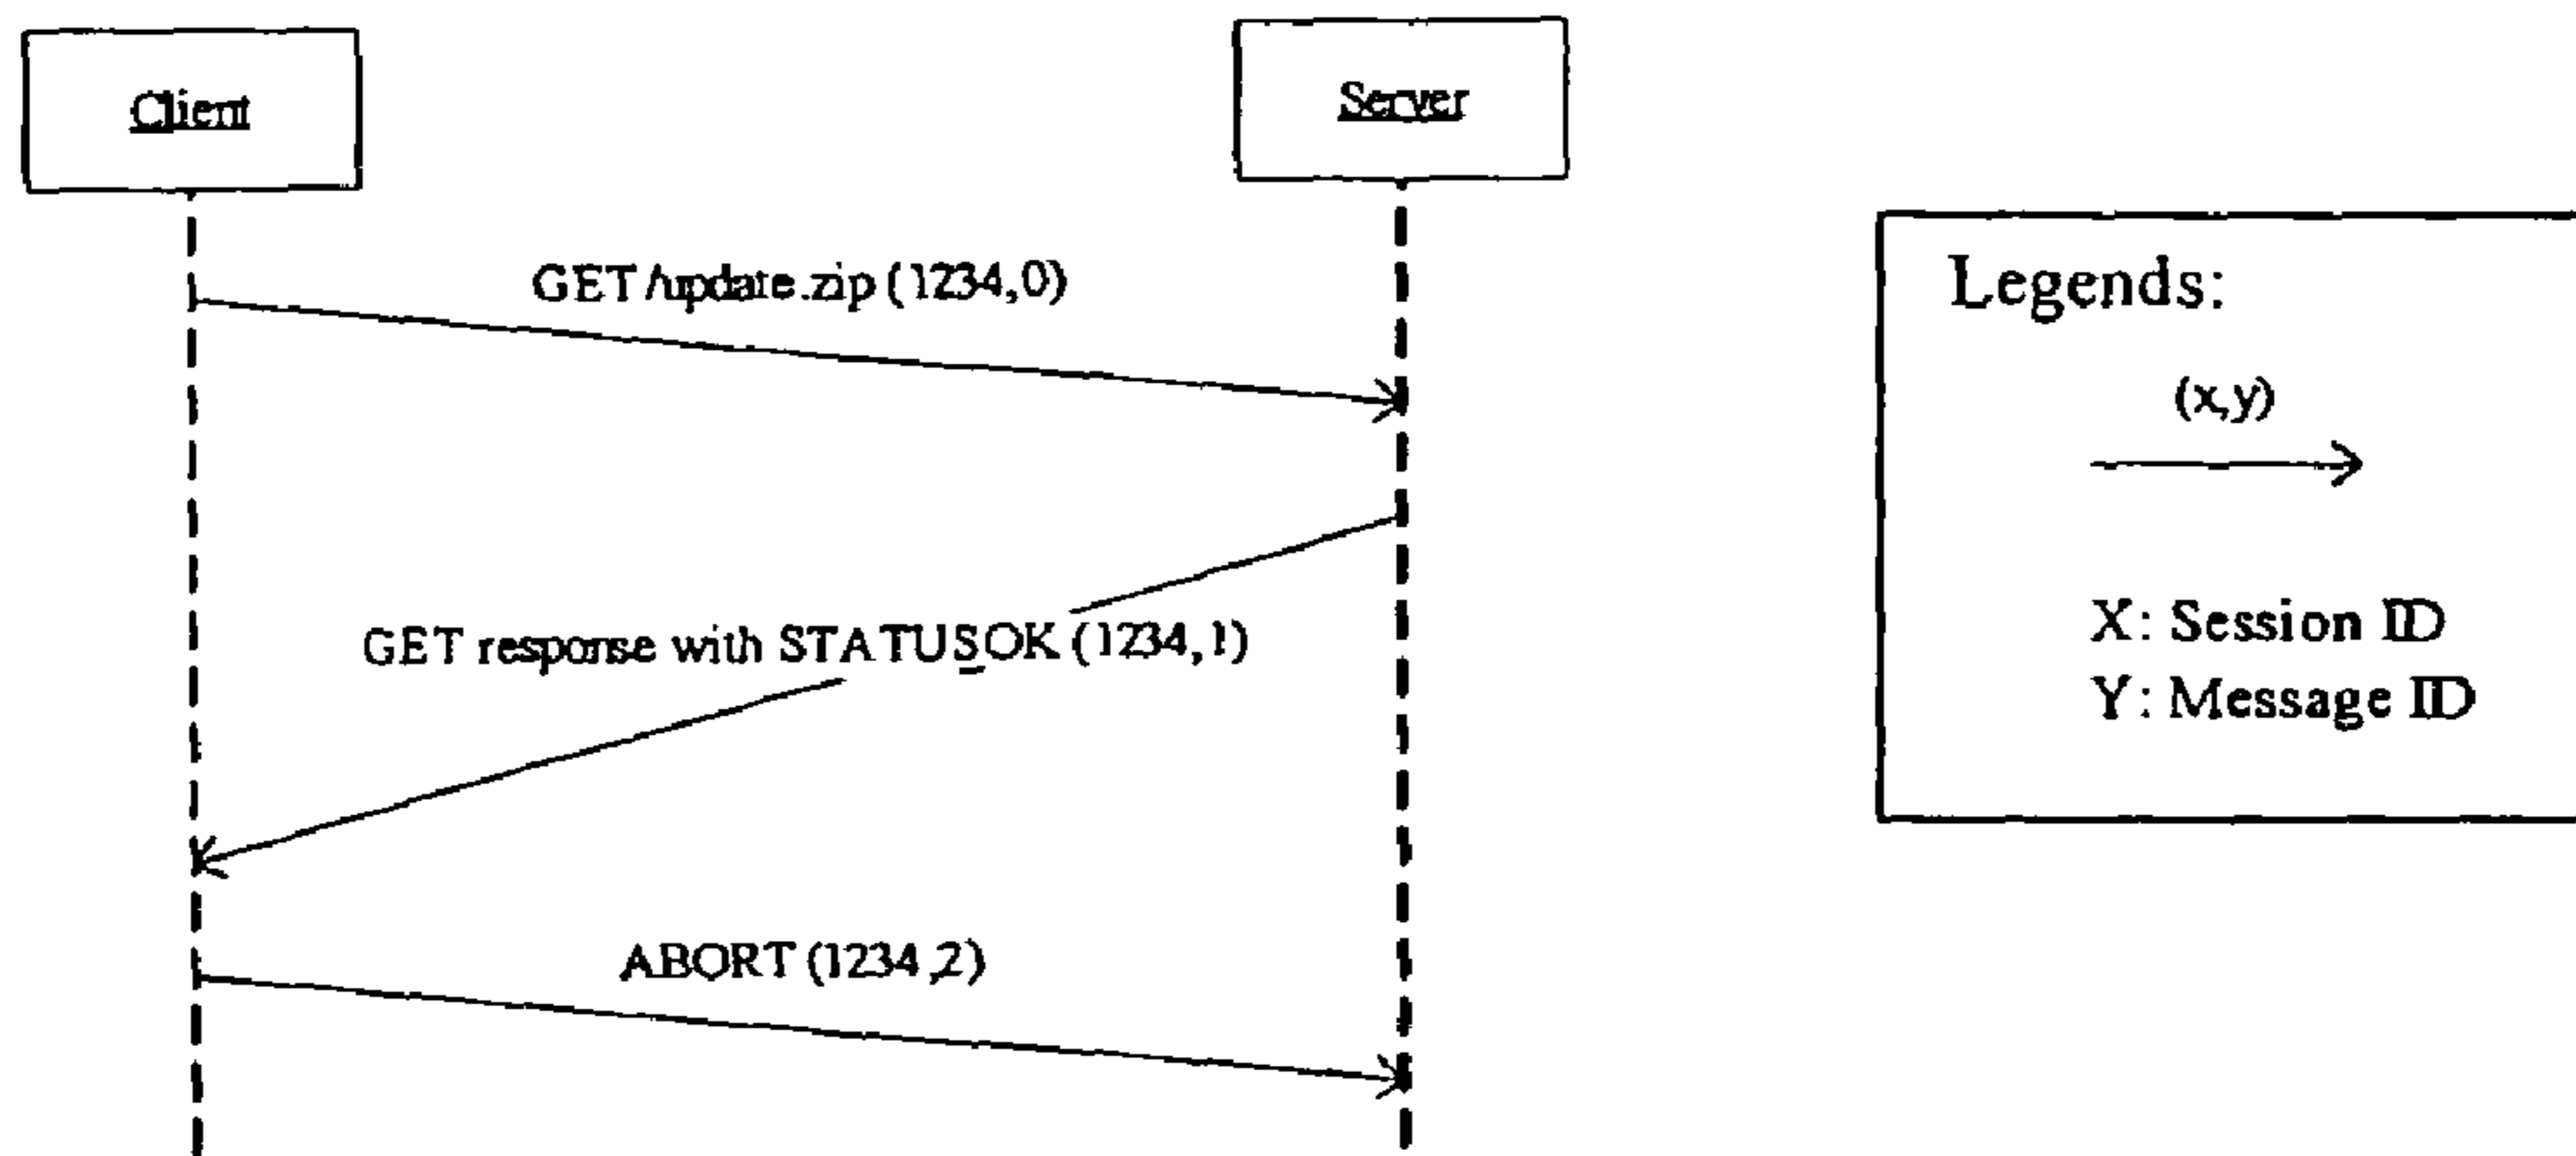 Client
Server
GET /update.zip (1234,0)
GET response with STATUSOK (1234,1)
ABORT (1234,2)
Legends:
(x,y)
X: Session ID
Y: Message ID